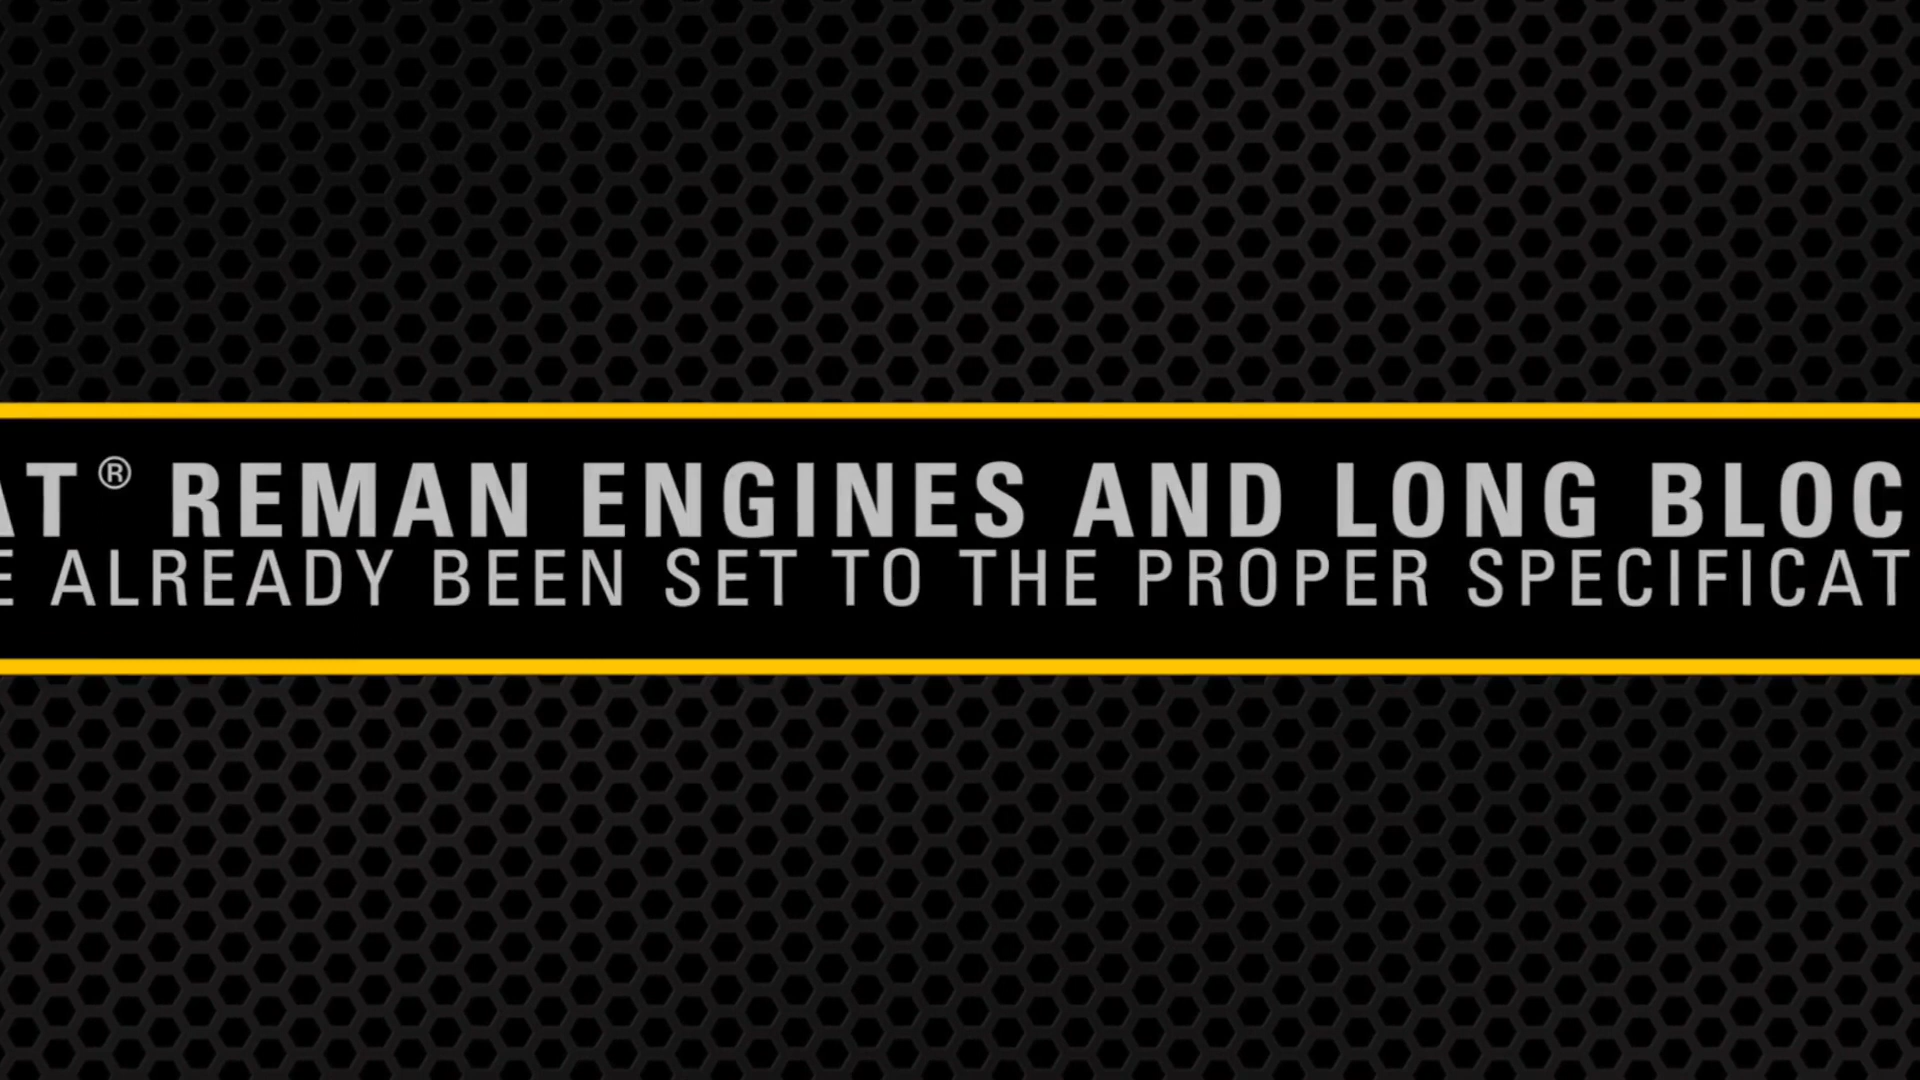 AT® REMAN ENGINES AND LONG BLOC
E ALREADY BEEN SET TO THE PROPER SPECIFICAT